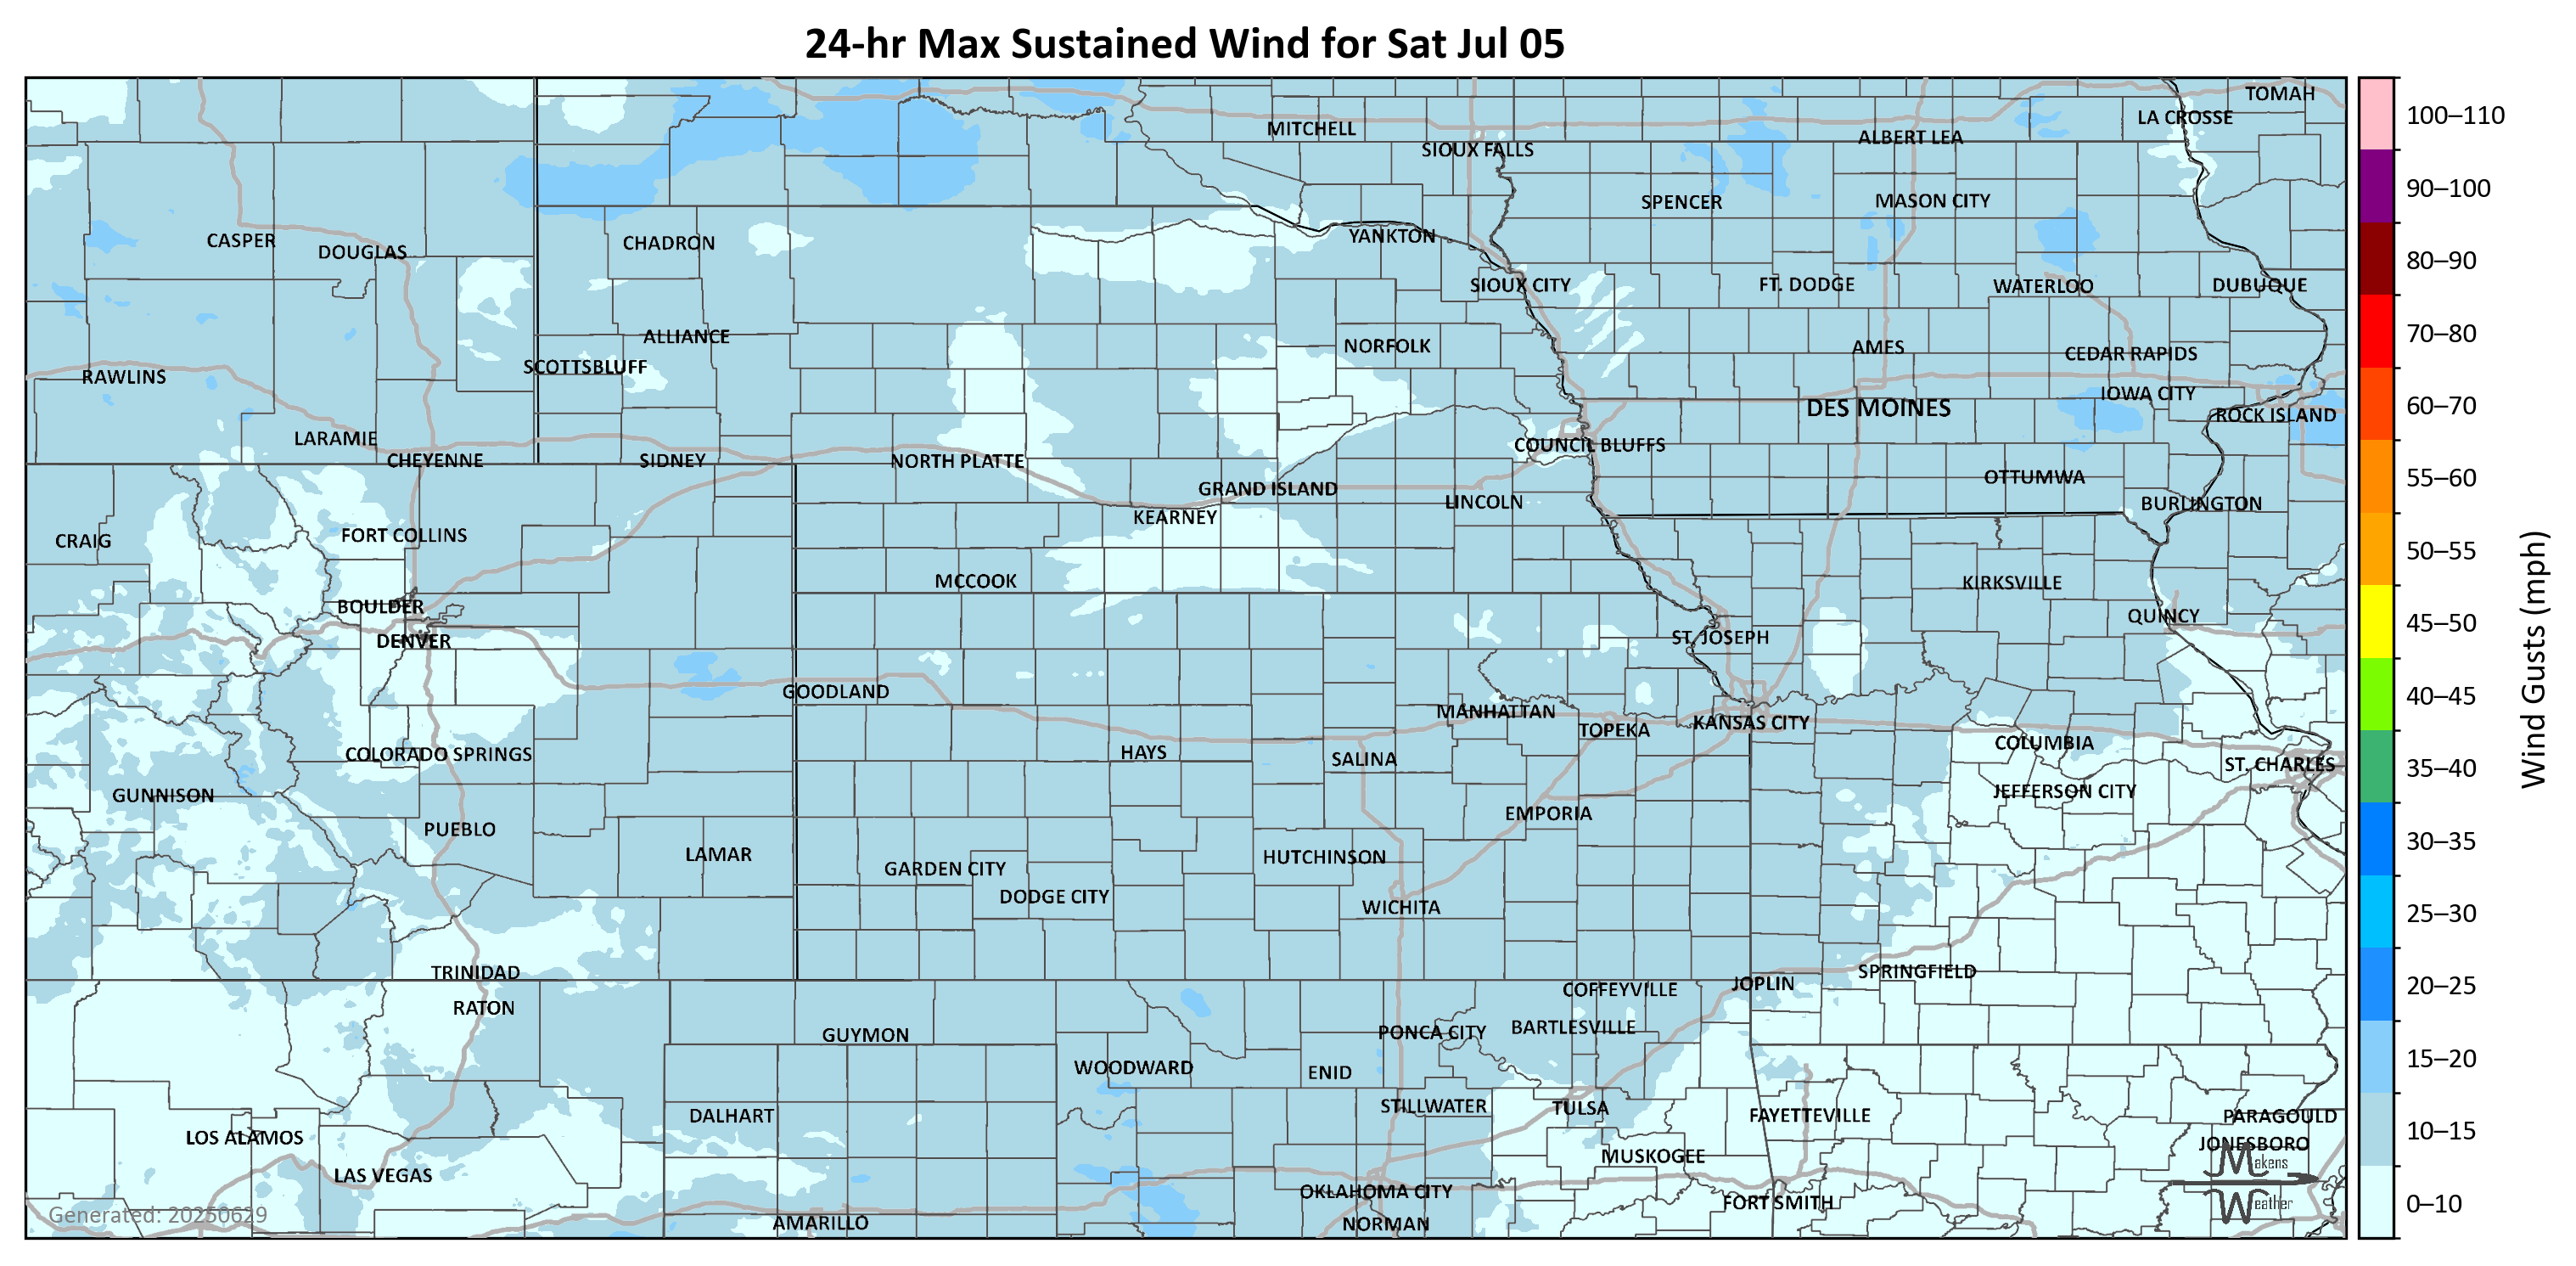 24-hr Max Sustained Wind for Sat Jul 05
TOMAH
LA CROSSE
MITCHELL
ALBERT LEA
SIOUX FALLS
SPENCER
MASON CITY
CASPER
DOUGLAS
CHADRON
YANKTON
SIOUX CITY
FT. DODGE
WATERLOO
DUBUQUE
ALLIANCE
NORFOLK
AMES
CEDAR RAPIDS
RAWLINS
SCOTTSBLUFF
IOWA CITY
DES MOINES
ROCK ISLAND
LARAMIE
COUNCIL BLUFFS
CHEYENNE
SIDNEY
NORTH PLATTE
OTTUMWA
GRAND ISLAND
LINCOLN
BURLINGTON
KEARNEY
CRAIG
FORT COLLINS
MCCOOK
KIRKSVILLE
BOULDER
QUINCY
DENVER
ST. JOSEPH
GOODLAND
MANHATTAN
TOPEKA
KANSAS CITY
COLORADO SPRINGS
HAYS
SALINA
COLUMBIA
ST. CHARLES
GUNNISON
JEFFERSON CITY
PUEBLO
EMPORIA
LAMAR
GARDEN CITY
HUTCHINSON
DODGE CITY
WICHITA
TRINIDAD
SPRINGFIELD
JOPLIN
COFFEYVILLE
RATON
GUYMON
PONCA CITY
BARTLESVILLE
WOODWARD
ENID
DALHART
STILLWATER
TULSA
FAYETTEVILLE
PARAGOULD
LOS ALAMOS
JONESBORO
LAS VEGAS
MUSKOGEE
OKLAHOMA CITY
FORT SMITH
AMARILLO
NORMAN
Generated: 20250629
Makens
Weather
100–110
90–100
80–90
70–80
60–70
55–60
50–55
45–50
40–45
35–40
30–35
25–30
20–25
15–20
10–15
0–10
Wind Gusts (mph)